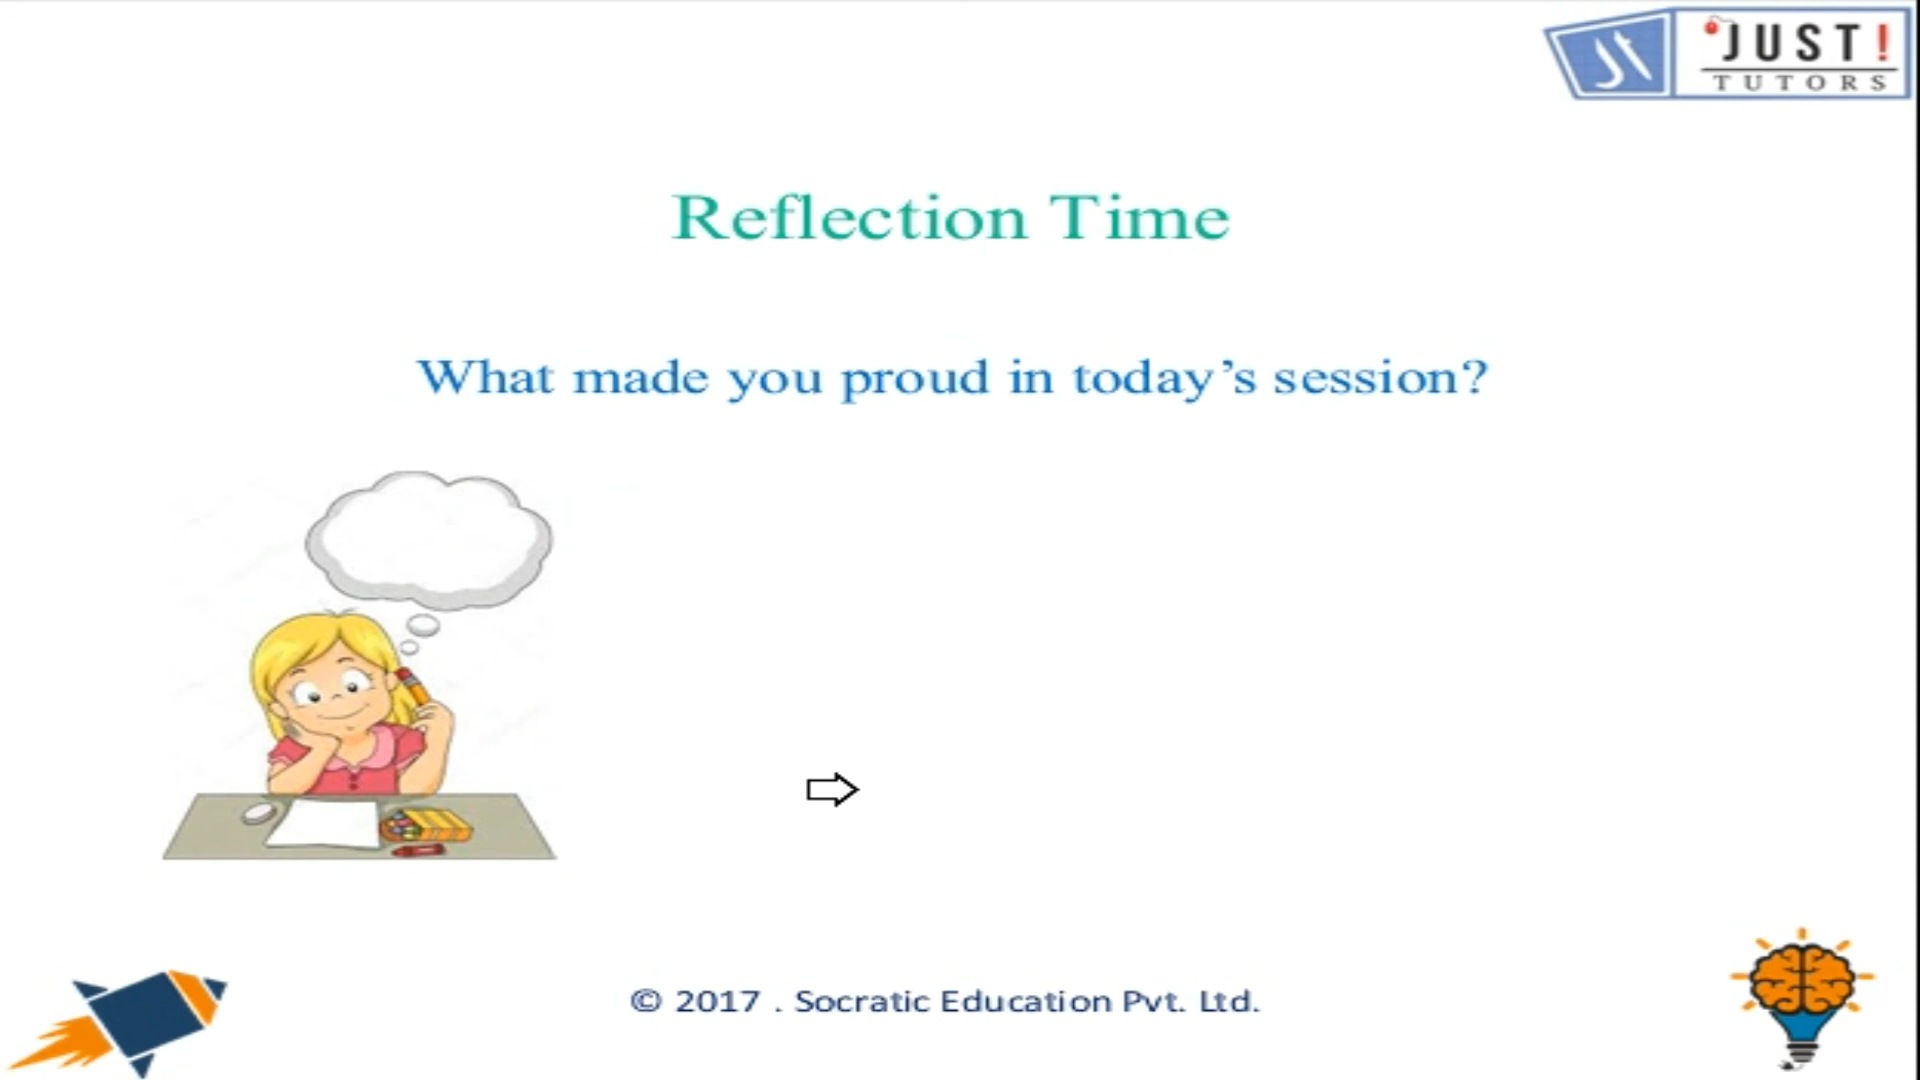 JUST!
TUTORS
Reflection Time
What made you proud in today’s session?
© 2017 . Socratic Education Pvt. Ltd.